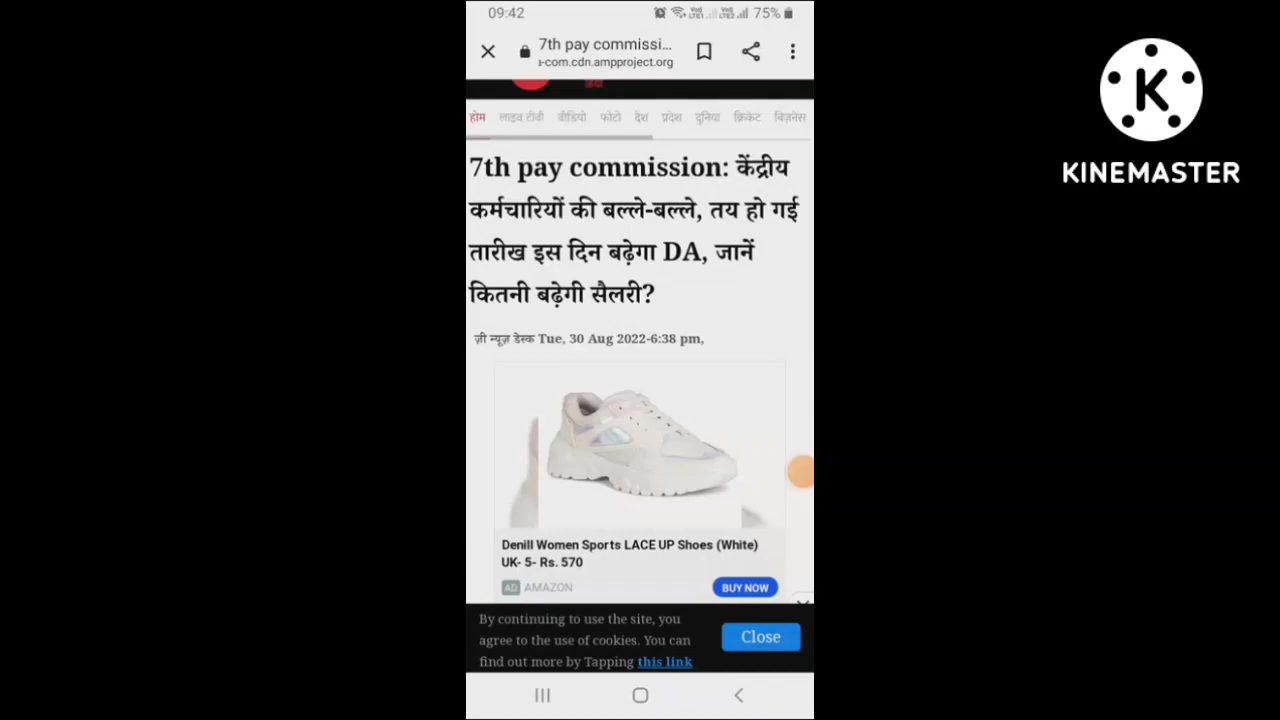 09:42
75%
7th pay commissi...
ı-com.cdn.ampproject.org
KINEMASTER
होम लाइव टीवी वीडियो फोटो देश प्रदेश दुनिया क्रिकेट बिज़नेस
7th pay commission: केंद्रीय
कर्मचारियों की बल्ले-बल्ले, तय हो गई
तारीख इस दिन बढ़ेगा DA, जानें
कितनी बढ़ेगी सैलरी?
ज़ी न्यूज़ डेस्क Tue, 30 Aug 2022-6:38 pm,
Denill Women Sports LACE UP Shoes (White)
UK- 5- Rs. 570
AD AMAZON
BUY NOW
By continuing to use the site, you
agree to the use of cookies. You can
find out more by Tapping this link
Close